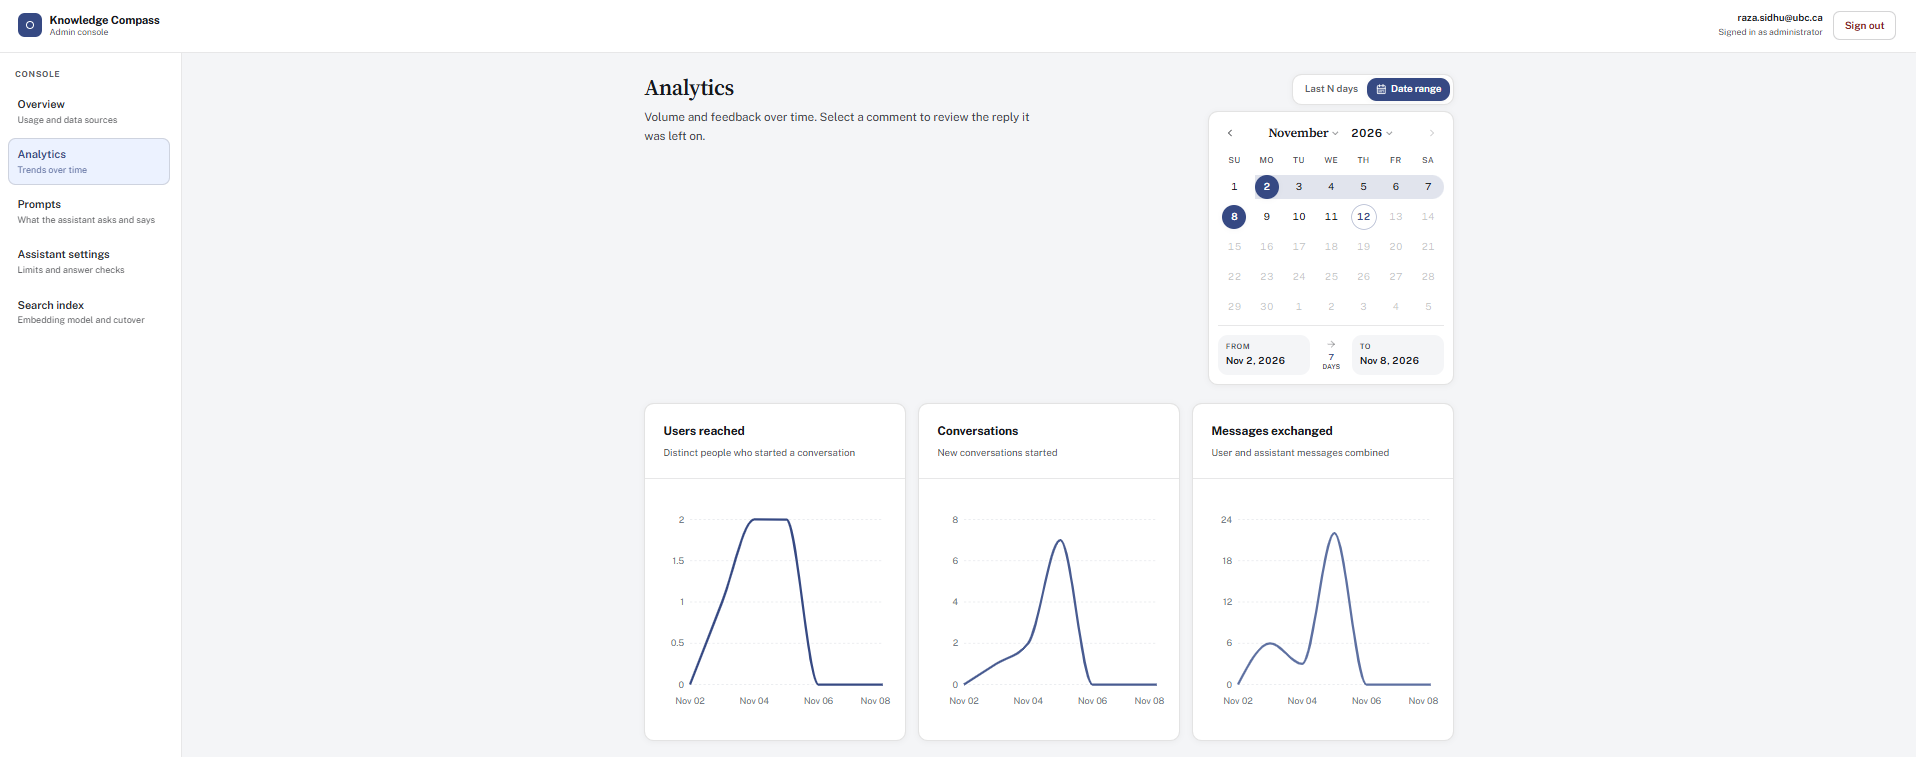 Knowledge Compass
Admin console
raza.sidhu@ubc.ca
Signed in as administrator
Sign out
CONSOLE
Overview
Usage and data sources
Analytics
Trends over time
Prompts
What the assistant asks and says
Assistant settings
Limits and answer checks
Search index
Embedding model and cutover
Analytics
Volume and feedback over time. Select a comment to review the reply it
was left on.
Last N days
Date range
November 2026
SU MO TU WE TH FR SA
1 2 3 4 5 6 7
8 9 10 11 12 13 14
15 16 17 18 19 20 21
22 23 24 25 26 27 28
29 30 1 2 3 4 5
FROM
Nov 2, 2026
→
7
DAYS
TO
Nov 8, 2026
Users reached
Distinct people who started a conversation
2
1.5
1
0.5
0
Nov 02 Nov 04 Nov 06 Nov 08
Conversations
New conversations started
8
6
4
2
0
Nov 02 Nov 04 Nov 06 Nov 08
Messages exchanged
User and assistant messages combined
24
18
12
6
0
Nov 02 Nov 04 Nov 06 Nov 08